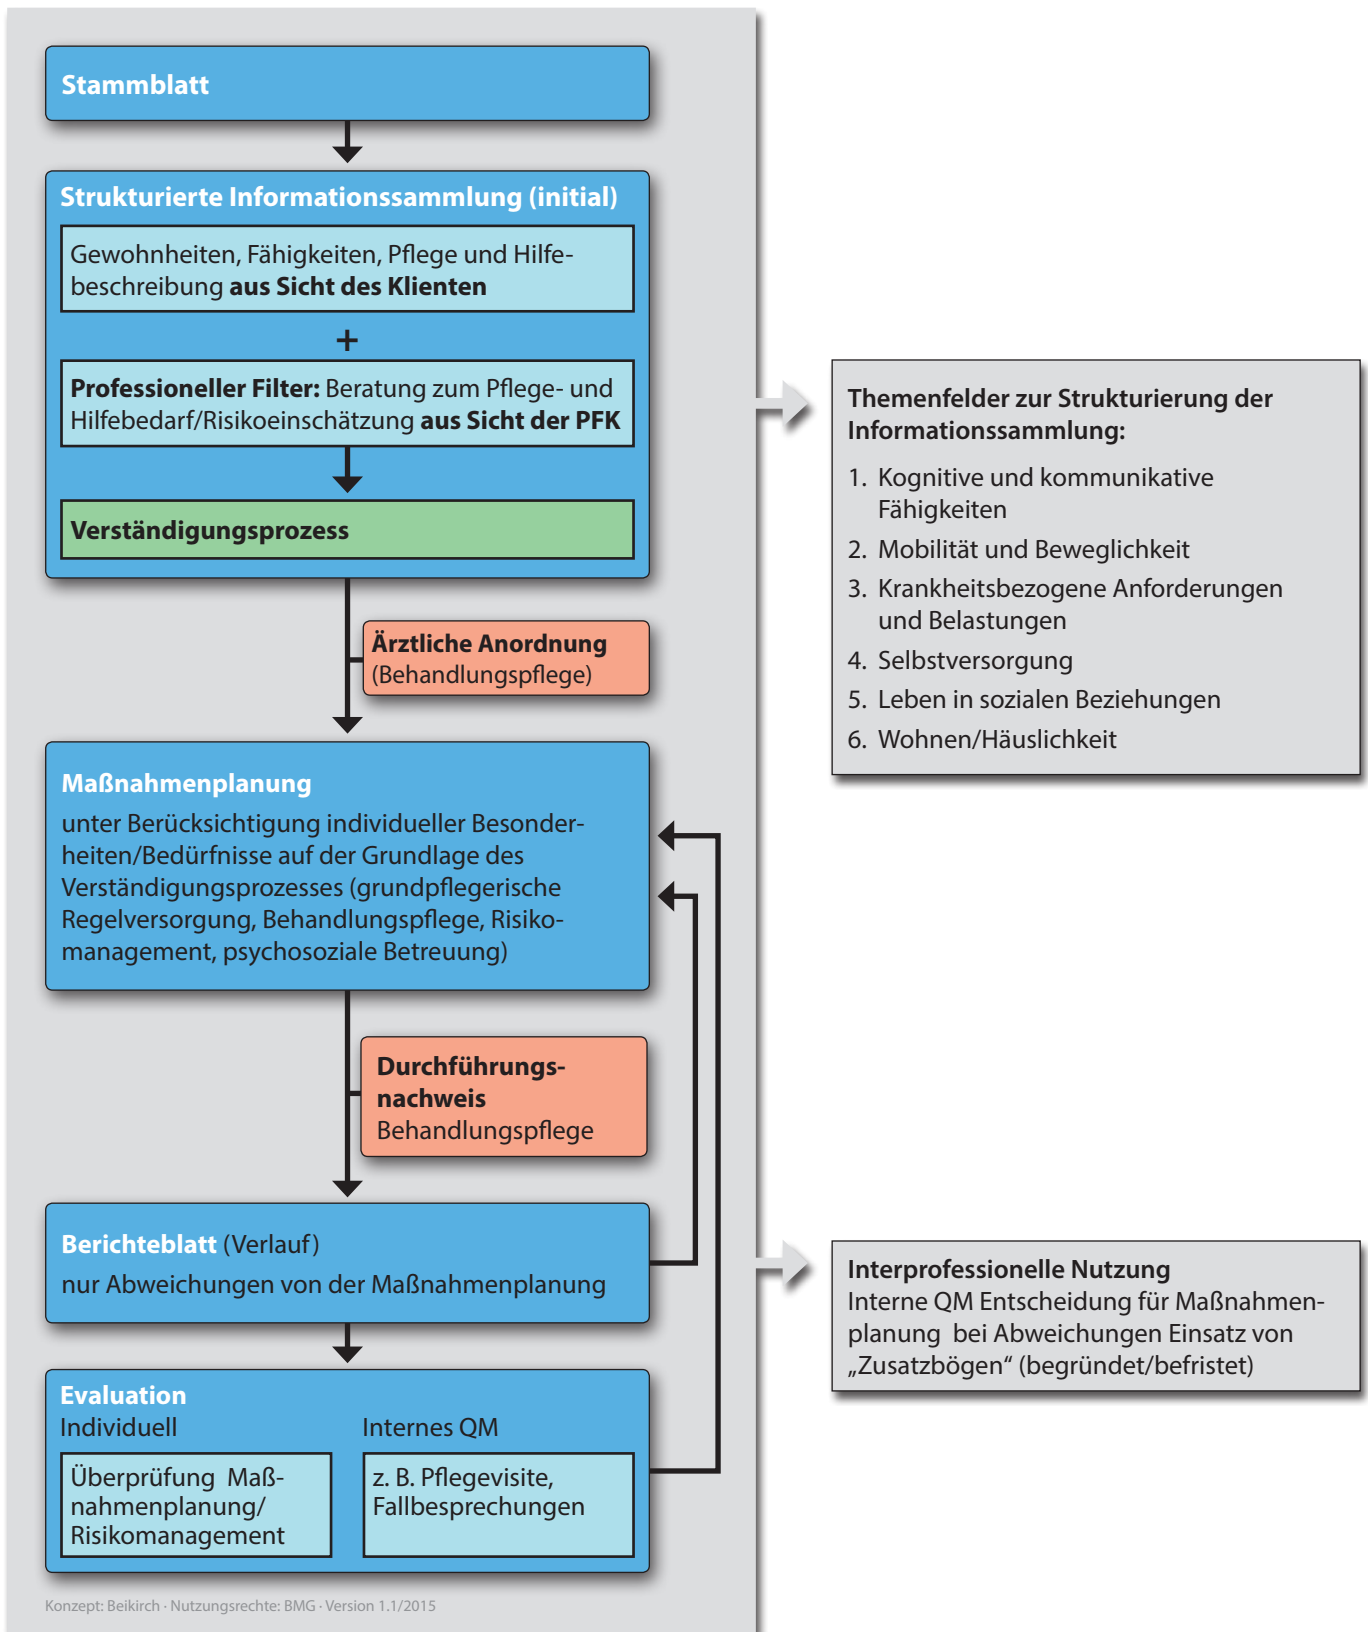 Stammblatt
Strukturierte Informationssammlung (initial)
Gewohnheiten, Fähigkeiten, Pflege und Hilfe-
beschreibung aus Sicht des Klienten
+
Professioneller Filter: Beratung zum Pflege- und
Hilfebedarf/Risikoeinschätzung aus Sicht der PFK
Verständigungsprozess
Ärztliche Anordnung
(Behandlungspflege)
Maßnahmenplanung
unter Berücksichtigung individueller Besonder-
heiten/Bedürfnisse auf der Grundlage des
Verständigungsprozesses (grundpflegerische
Regelversorgung, Behandlungspflege, Risiko-
management, psychosoziale Betreuung)
Durchführungs-
nachweis
Behandlungspflege
Berichteblatt (Verlauf)
nur Abweichungen von der Maßnahmenplanung
Evaluation
Individuell
Überprüfung Maß-
nahmenplanung/
Risikomanagement
Internes QM
z. B. Pflegevisite,
Fallbesprechungen
Konzept: Beikirch · Nutzungsrechte: BMG · Version 1.1/2015
Themenfelder zur Strukturierung der
Informationssammlung:
1. Kognitive und kommunikative
Fähigkeiten
2. Mobilität und Beweglichkeit
3. Krankheitsbezogene Anforderungen
und Belastungen
4. Selbstversorgung
5. Leben in sozialen Beziehungen
6. Wohnen/Häuslichkeit
Interprofessionelle Nutzung
Interne QM Entscheidung für Maßnahmen-
planung bei Abweichungen Einsatz von
„Zusatzbögen“ (begründet/befristet)